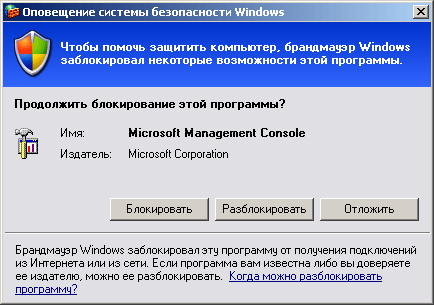 Оповещение системы безопасности Windows
Чтобы помочь защитить компьютер, брандмауэр Windows
заблокировал некоторые возможности этой программы.
Продолжить блокирование этой программы?
Имя: Microsoft Management Console
Издатель: Microsoft Corporation
Блокировать Разблокировать Отложить
Брандмауэр Windows заблокировал эту программу от получения подключений
из Интернета или из сети. Если программа вам известна либо вы доверяете
ее издателю, можно ее разблокировать. Когда можно разблокировать
программу?